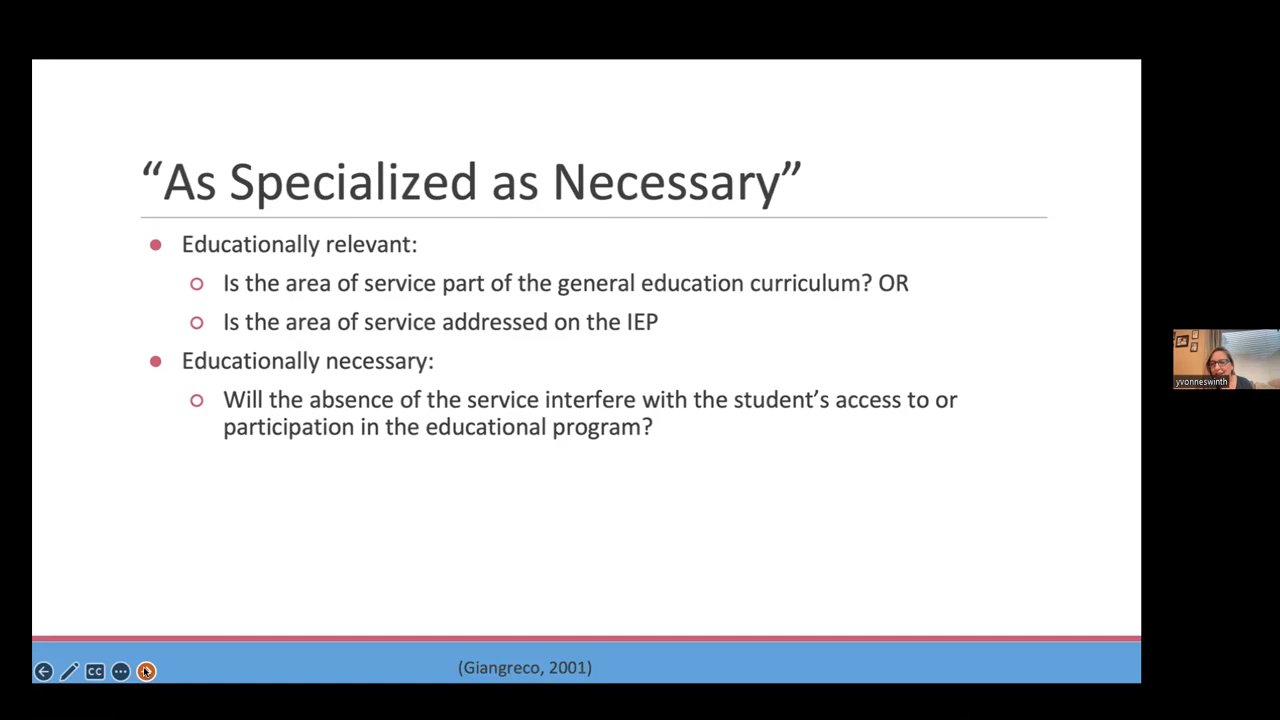 “As Specialized as Necessary”
Educationally relevant:
Is the area of service part of the general education curriculum? OR
Is the area of service addressed on the IEP
Educationally necessary:
Will the absence of the service interfere with the student’s access to or
participation in the educational program?
yvonneswinth
CC
(Giangreco, 2001)